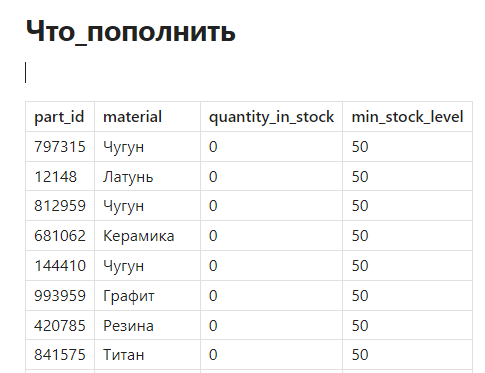 Что_пополнить
part_id material quantity_in_stock min_stock_level
797315 Чугун 0 50
12148 Латунь 0 50
812959 Чугун 0 50
681062 Керамика 0 50
144410 Чугун 0 50
993959 Графит 0 50
420785 Резина 0 50
841575 Титан 0 50